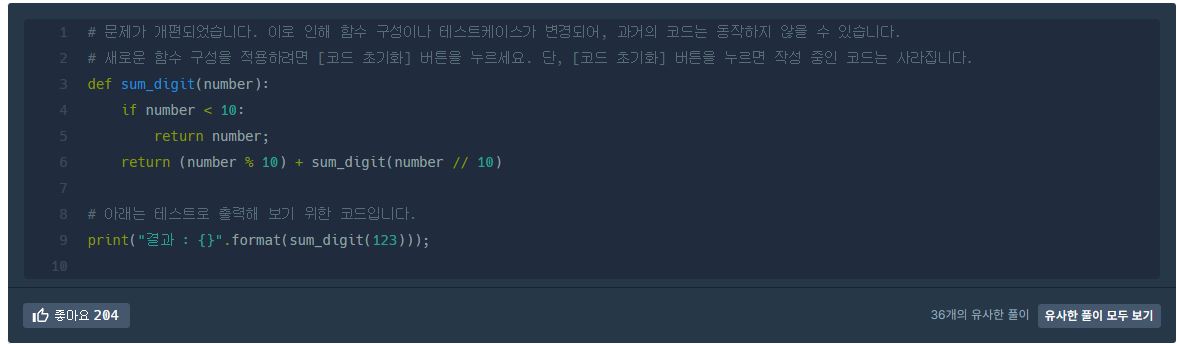 1 # 문제가 개편되었습니다. 이로 인해 함수 구성이나 테스트케이스가 변경되어, 과거의 코드는 동작하지 않을 수 있습니다.
2 # 새로운 함수 구성을 적용하려면 [코드 초기화] 버튼을 누르세요. 단, [코드 초기화] 버튼을 누르면 작성 중인 코드는 사라집니다.
3 def sum_digit(number):
4     if number < 10:
5         return number;
6     return (number % 10) + sum_digit(number // 10)
7
8 # 아래는 테스트로 출력해 보기 위한 코드입니다.
9 print("결과 : {}".format(sum_digit(123)));
10
좋아요 204
36개의 유사한 풀이 유사한 풀이 모두 보기